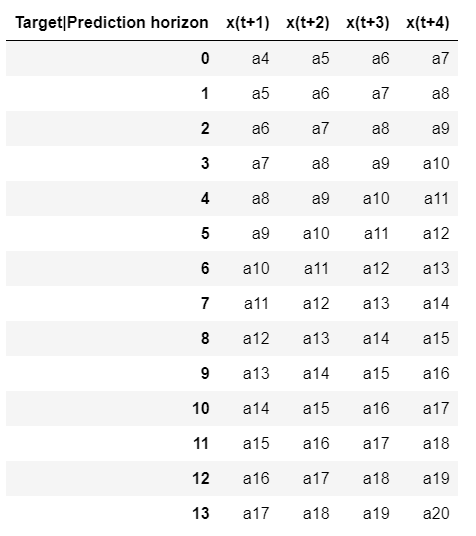 Target|Prediction horizon x(t+1) x(t+2) x(t+3) x(t+4)
0 a4 a5 a6 a7
1 a5 a6 a7 a8
2 a6 a7 a8 a9
3 a7 a8 a9 a10
4 a8 a9 a10 a11
5 a9 a10 a11 a12
6 a10 a11 a12 a13
7 a11 a12 a13 a14
8 a12 a13 a14 a15
9 a13 a14 a15 a16
10 a14 a15 a16 a17
11 a15 a16 a17 a18
12 a16 a17 a18 a19
13 a17 a18 a19 a20